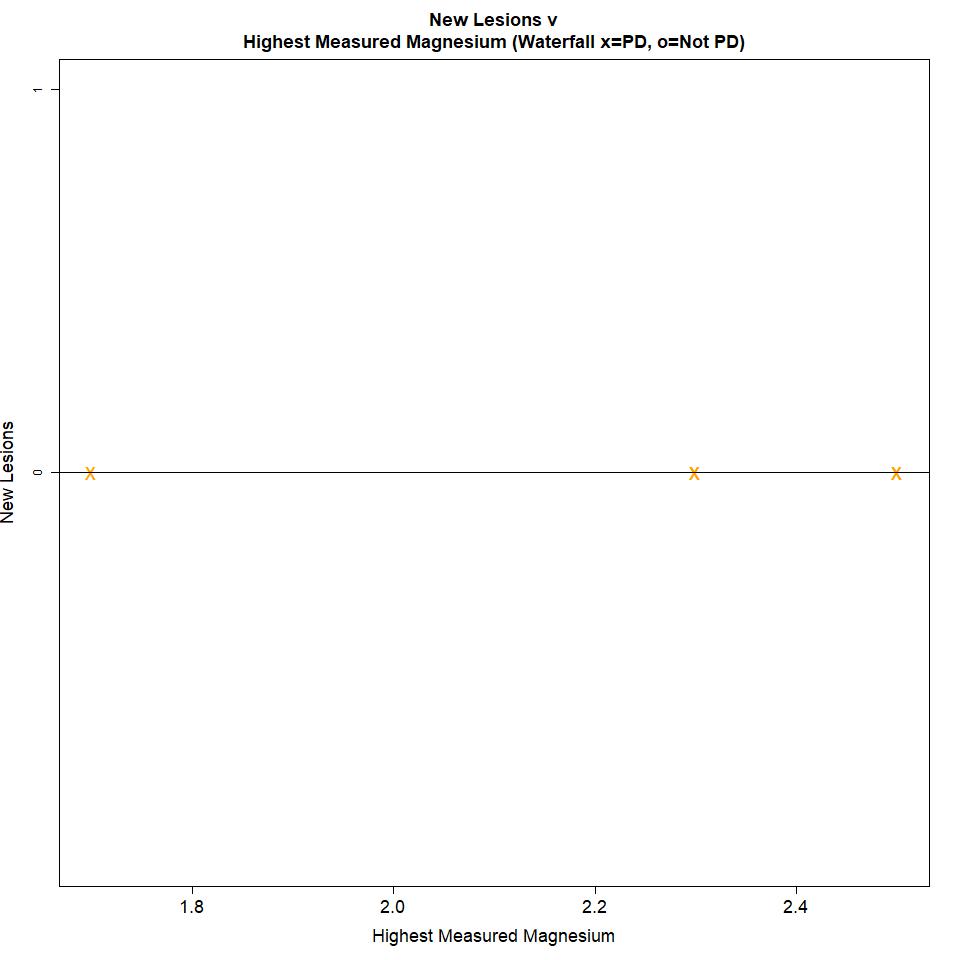 New Lesions v
Highest Measured Magnesium (Waterfall x=PD, o=Not PD)
1
New Lesions
0
x
x
x
1.8
2.0
2.2
2.4
Highest Measured Magnesium